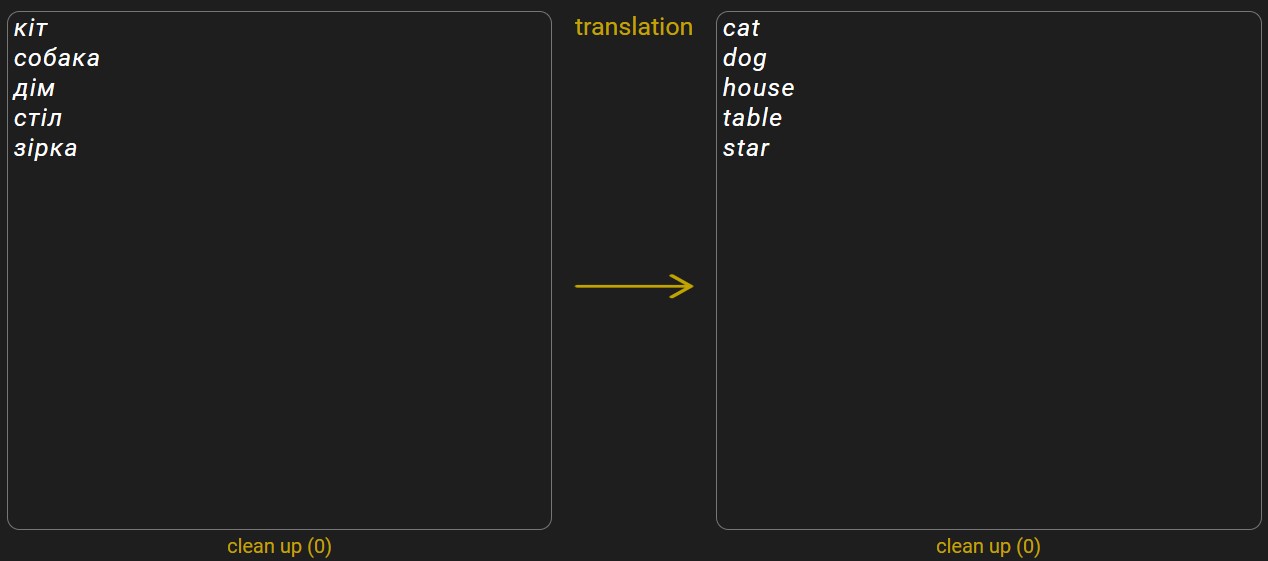 кіт
собака
дім
стіл
зірка
translation
cat
dog
house
table
star
clean up (0)
clean up (0)